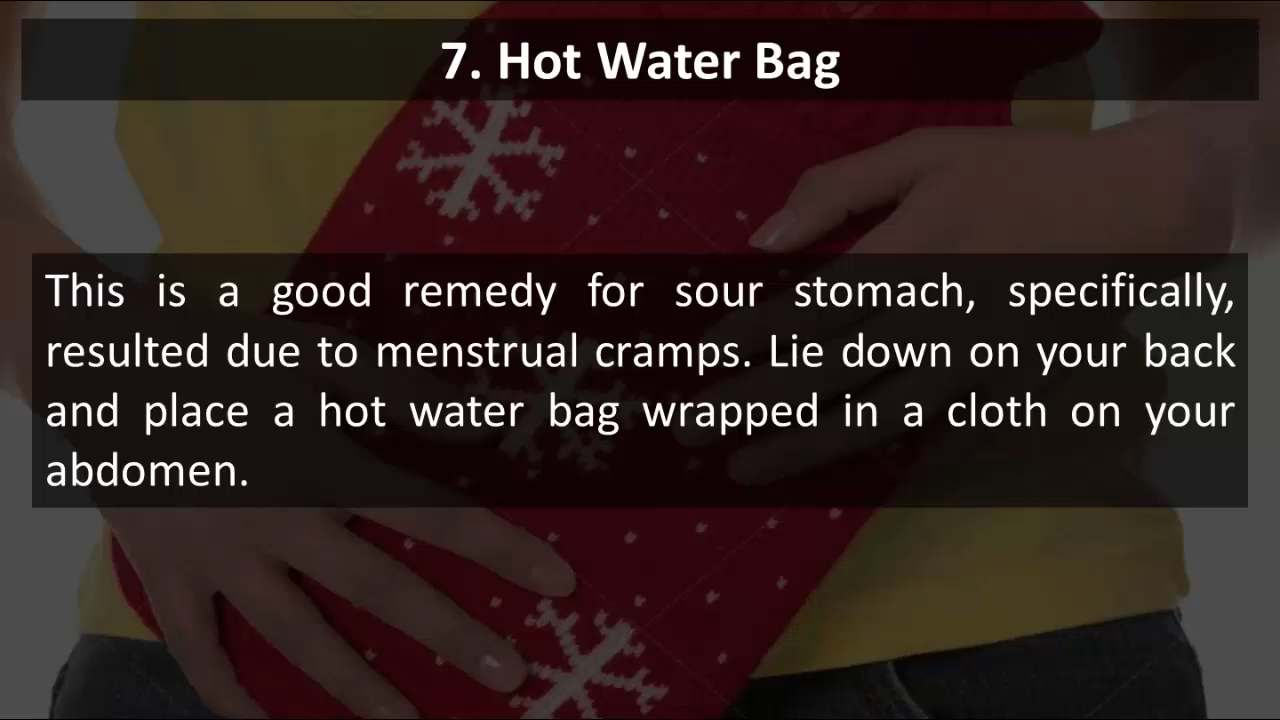 7. Hot Water Bag
This is a good remedy for sour stomach, specifically,
resulted due to menstrual cramps. Lie down on your back
and place a hot water bag wrapped in a cloth on your
abdomen.